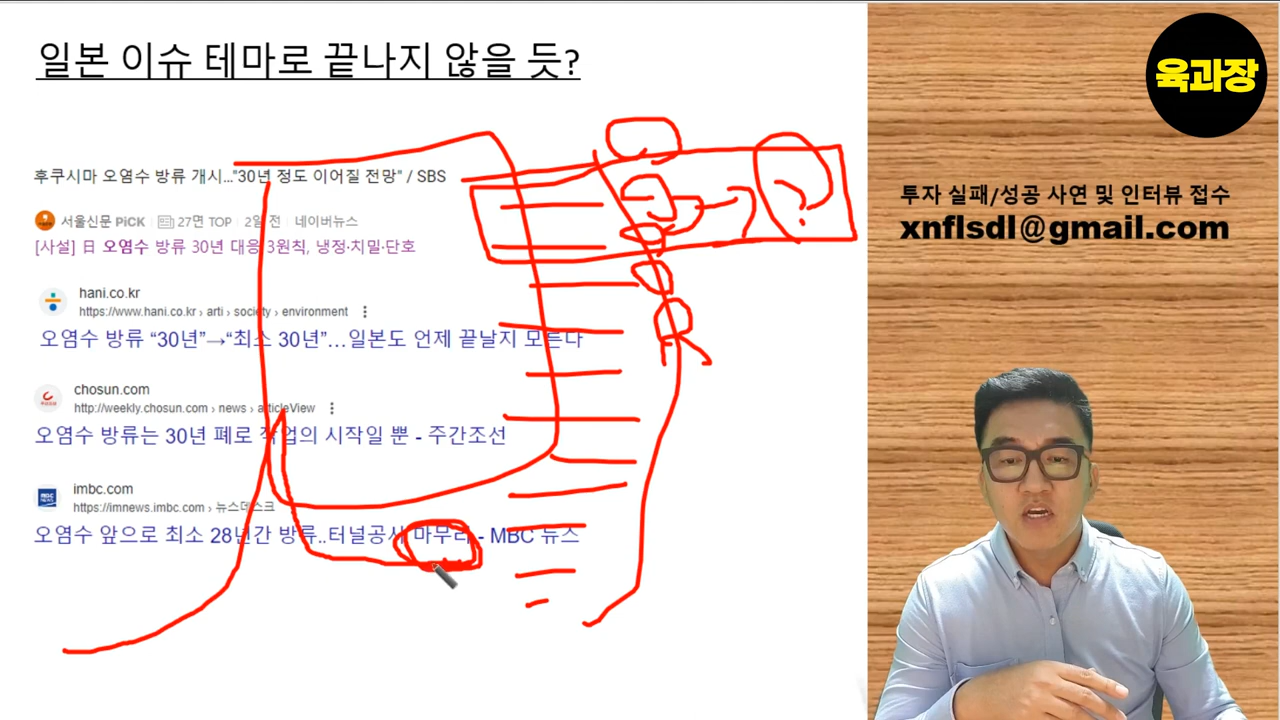 일본 이슈 테마로 끝나지 않을 듯?
후쿠시마 오염수 방류 개시..."30년 정도 이어질 전망" / SBS
서울신문 PiCK 27면 TOP 2일 전 네이버뉴스
[사설] 日 오염수 방류 30년 대응 3원칙, 냉정·치밀·단호
hani.co.kr
https://www.hani.co.kr › arti › society › environment
오염수 방류 “30년”→“최소 30년”…일본도 언제 끝날지 모른다
chosun.com
http://weekly.chosun.com › news › articleView
오염수 방류는 30년 폐로 작업의 시작일 뿐 - 주간조선
imbc.com
https://imnews.imbc.com › 뉴스데스크
오염수 앞으로 최소 28년간 방류..터널공사 마무리 - MBC 뉴스
육과장
투자 실패/성공 사연 및 인터뷰 접수
xnflsdl@gmail.com